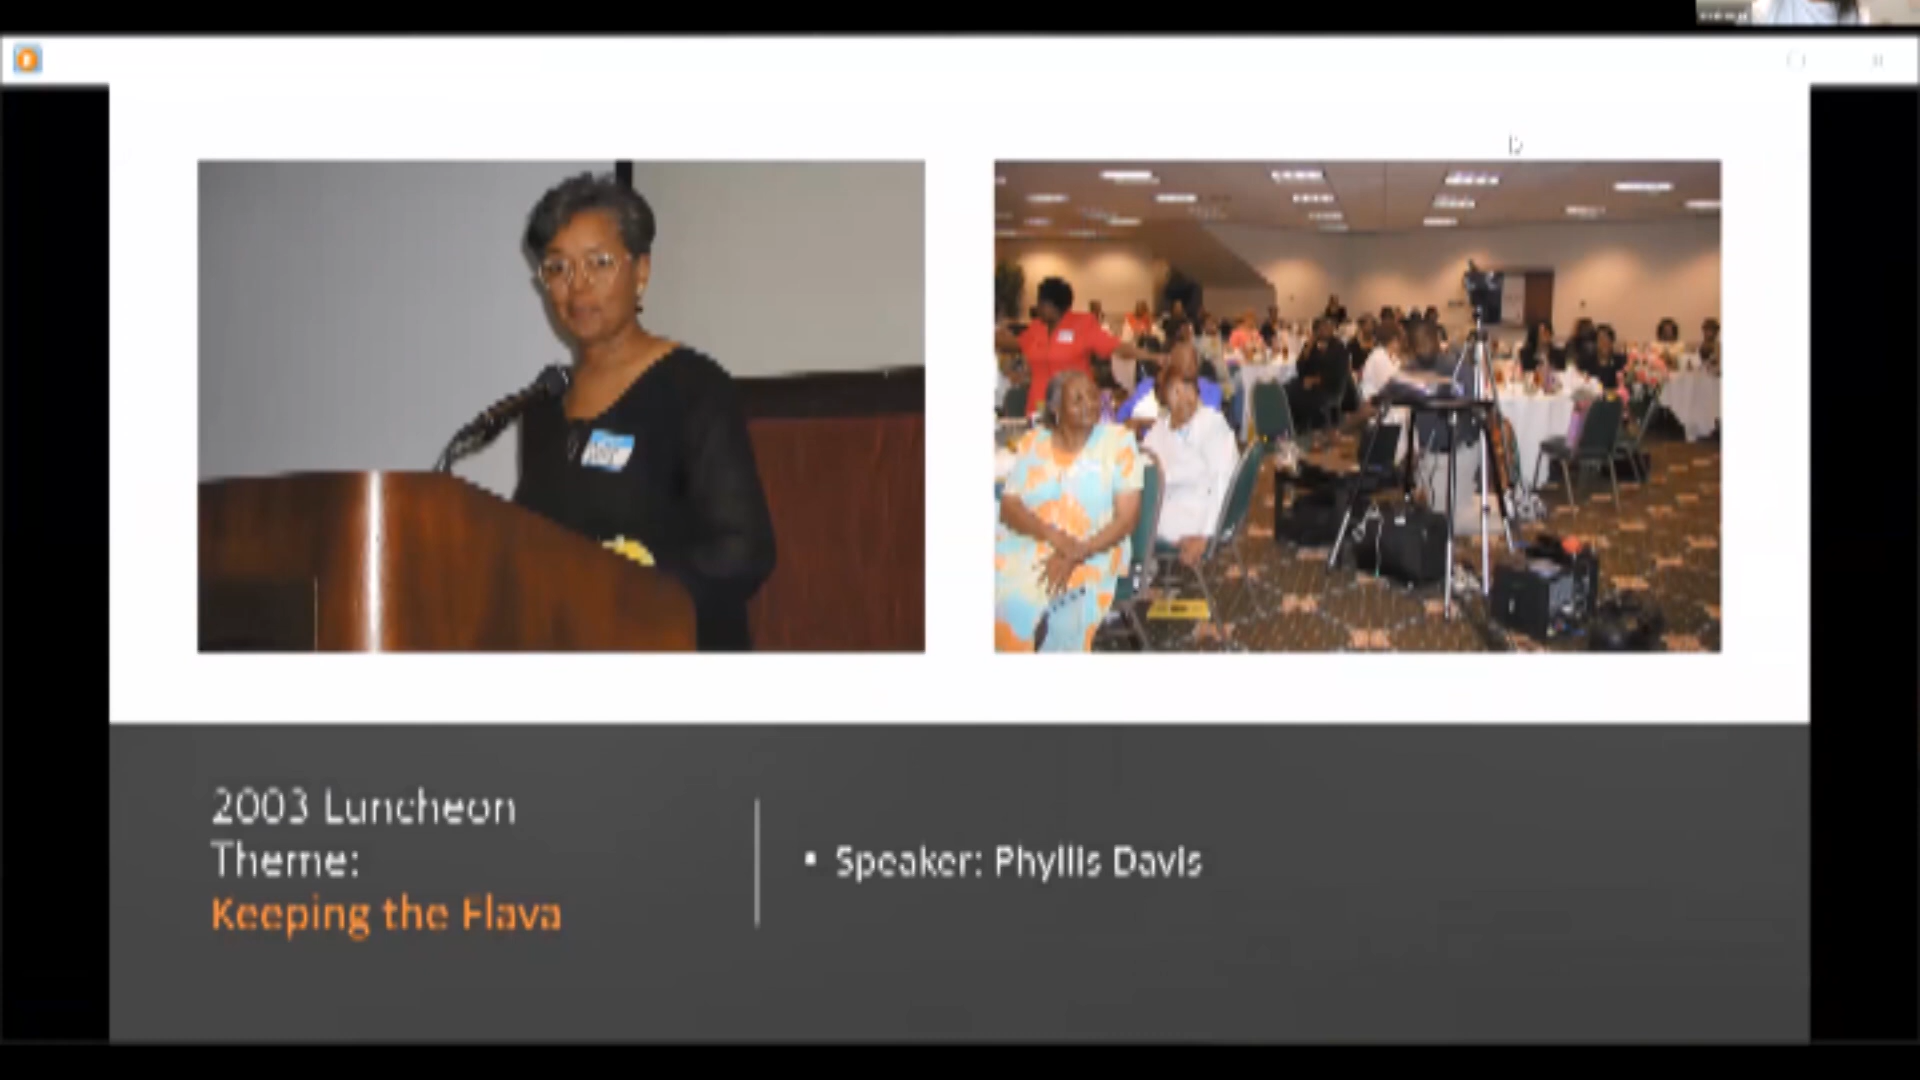 2003 Luncheon
Theme:
Keeping the Flava
▪ Speaker: Phyllis Davis